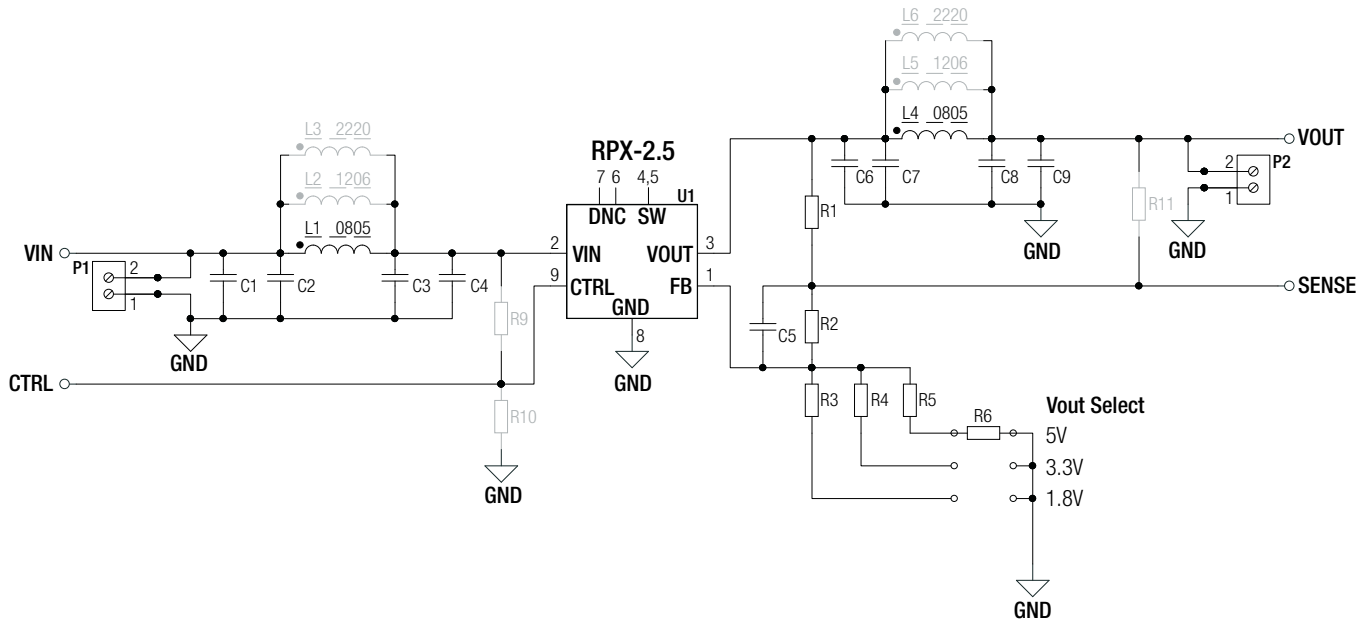 L6 2220
L5 1206
L4 0805
VOUT
L3 2220
RPX-2.5
2
P2
L2 1206
7 6 4,5
C6 C7 C8 C9
1
U1
R1
R11
DNC SW
L1 0805
GND
GND
VIN
2 VIN VOUT 3
P1 2
9 CTRL FB 1
SENSE
1
C1 C2 C3 C4
GND
R9
C5 R2
8
GND
GND
CTRL
R3 R4 R5
Vout Select
R10
R6
5V
3.3V
GND
1.8V
GND